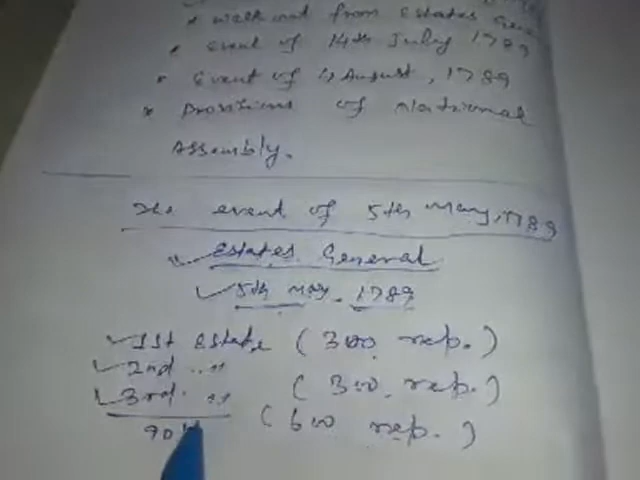 * walk out from Estates Gene
* event of 14th July 1789
* Event of 4 August, 1789
* Provisions of National
Assembly.
The event of 5th May, 1789
Estates General
5th May, 1789
1st Estate (300 rep.)
2nd " (300 rep.)
3rd " (600 rep.)
90